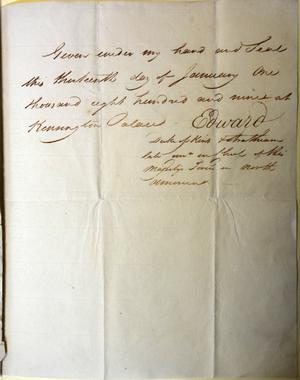 Given under my hand and Seal
this thirteenth day of January One
thousand eight hundred and nine at
Kensington Palace. Edward
Duke of Kent & Strathearn
late in Chief of His
Majesty's Forces in North
America